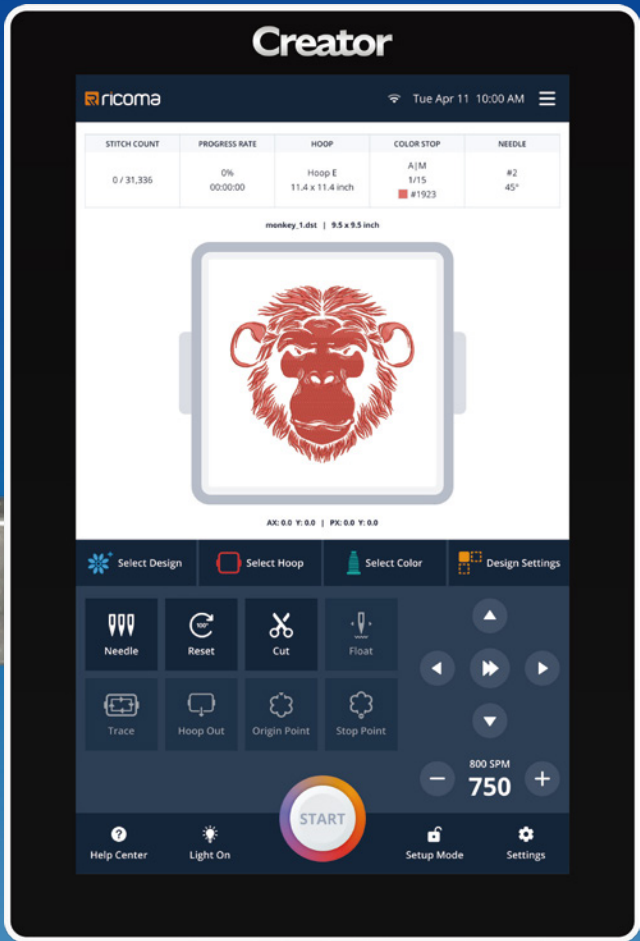 Creator
ricoma
Tue Apr 11 10:00 AM
STITCH COUNT PROGRESS RATE HOOP COLOR STOP NEEDLE
0 / 31,336 0% 00:00:00 Hoop E 11.4 x 11.4 inch A|M 1/15 #1923 #2 45°
monkey_1.dst | 9.5 x 9.5 inch
AX: 0.0 Y: 0.0 | PX: 0.0 Y: 0.0
Select Design Select Hoop Select Color Design Settings
100°
Needle Reset Cut Float
Trace Hoop Out Origin Point Stop Point
800 SPM
750
START
Help Center Light On Setup Mode Settings